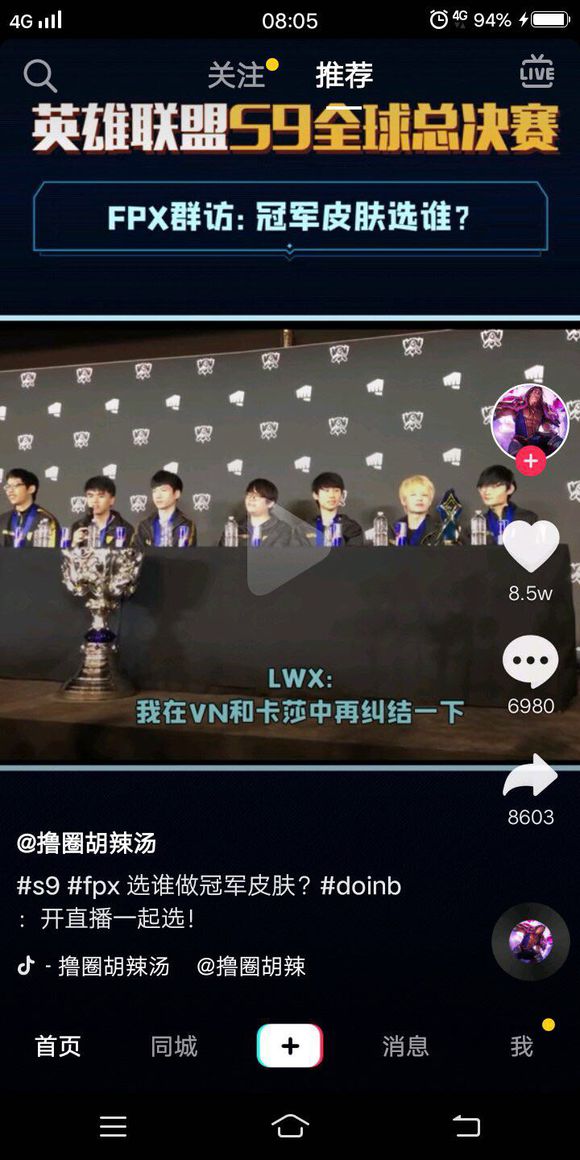 4G
08:05
4G 94%
关注
推荐
LIVE
英雄联盟S9全球总决赛
FPX群访: 冠军皮肤选谁?
8.5w
LWX:
6980
我在VN和卡莎中再纠结一下
8603
@撸圈胡辣汤
#s9 #fpx 选谁做冠军皮肤? #doinb
: 开直播一起选!
- 撸圈胡辣汤 @撸圈胡辣
首页
同城
消息
我